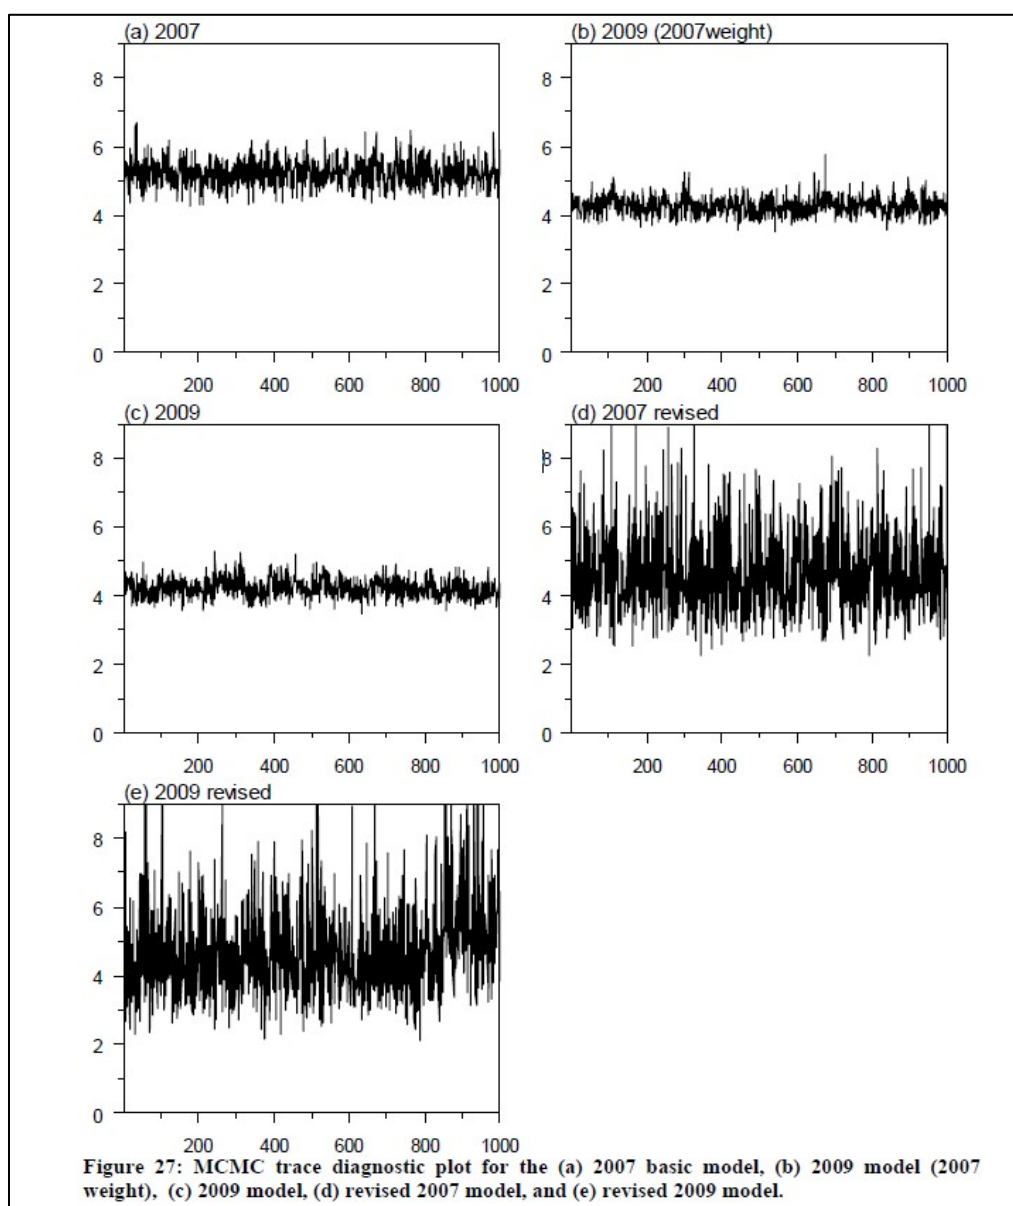 (a) 2007
(b) 2009 (2007weight)
8
6
4
2
0
200 400 600 800 1000
8
6
4
2
0
200 400 600 800 1000
(c) 2009
(d) 2007 revised
8
6
4
2
0
200 400 600 800 1000
8
6
4
2
0
200 400 600 800 1000
(e) 2009 revised
8
6
4
2
0
200 400 600 800 1000
Figure 27: MCMC trace diagnostic plot for the (a) 2007 basic model, (b) 2009 model (2007
weight), (c) 2009 model, (d) revised 2007 model, and (e) revised 2009 model.